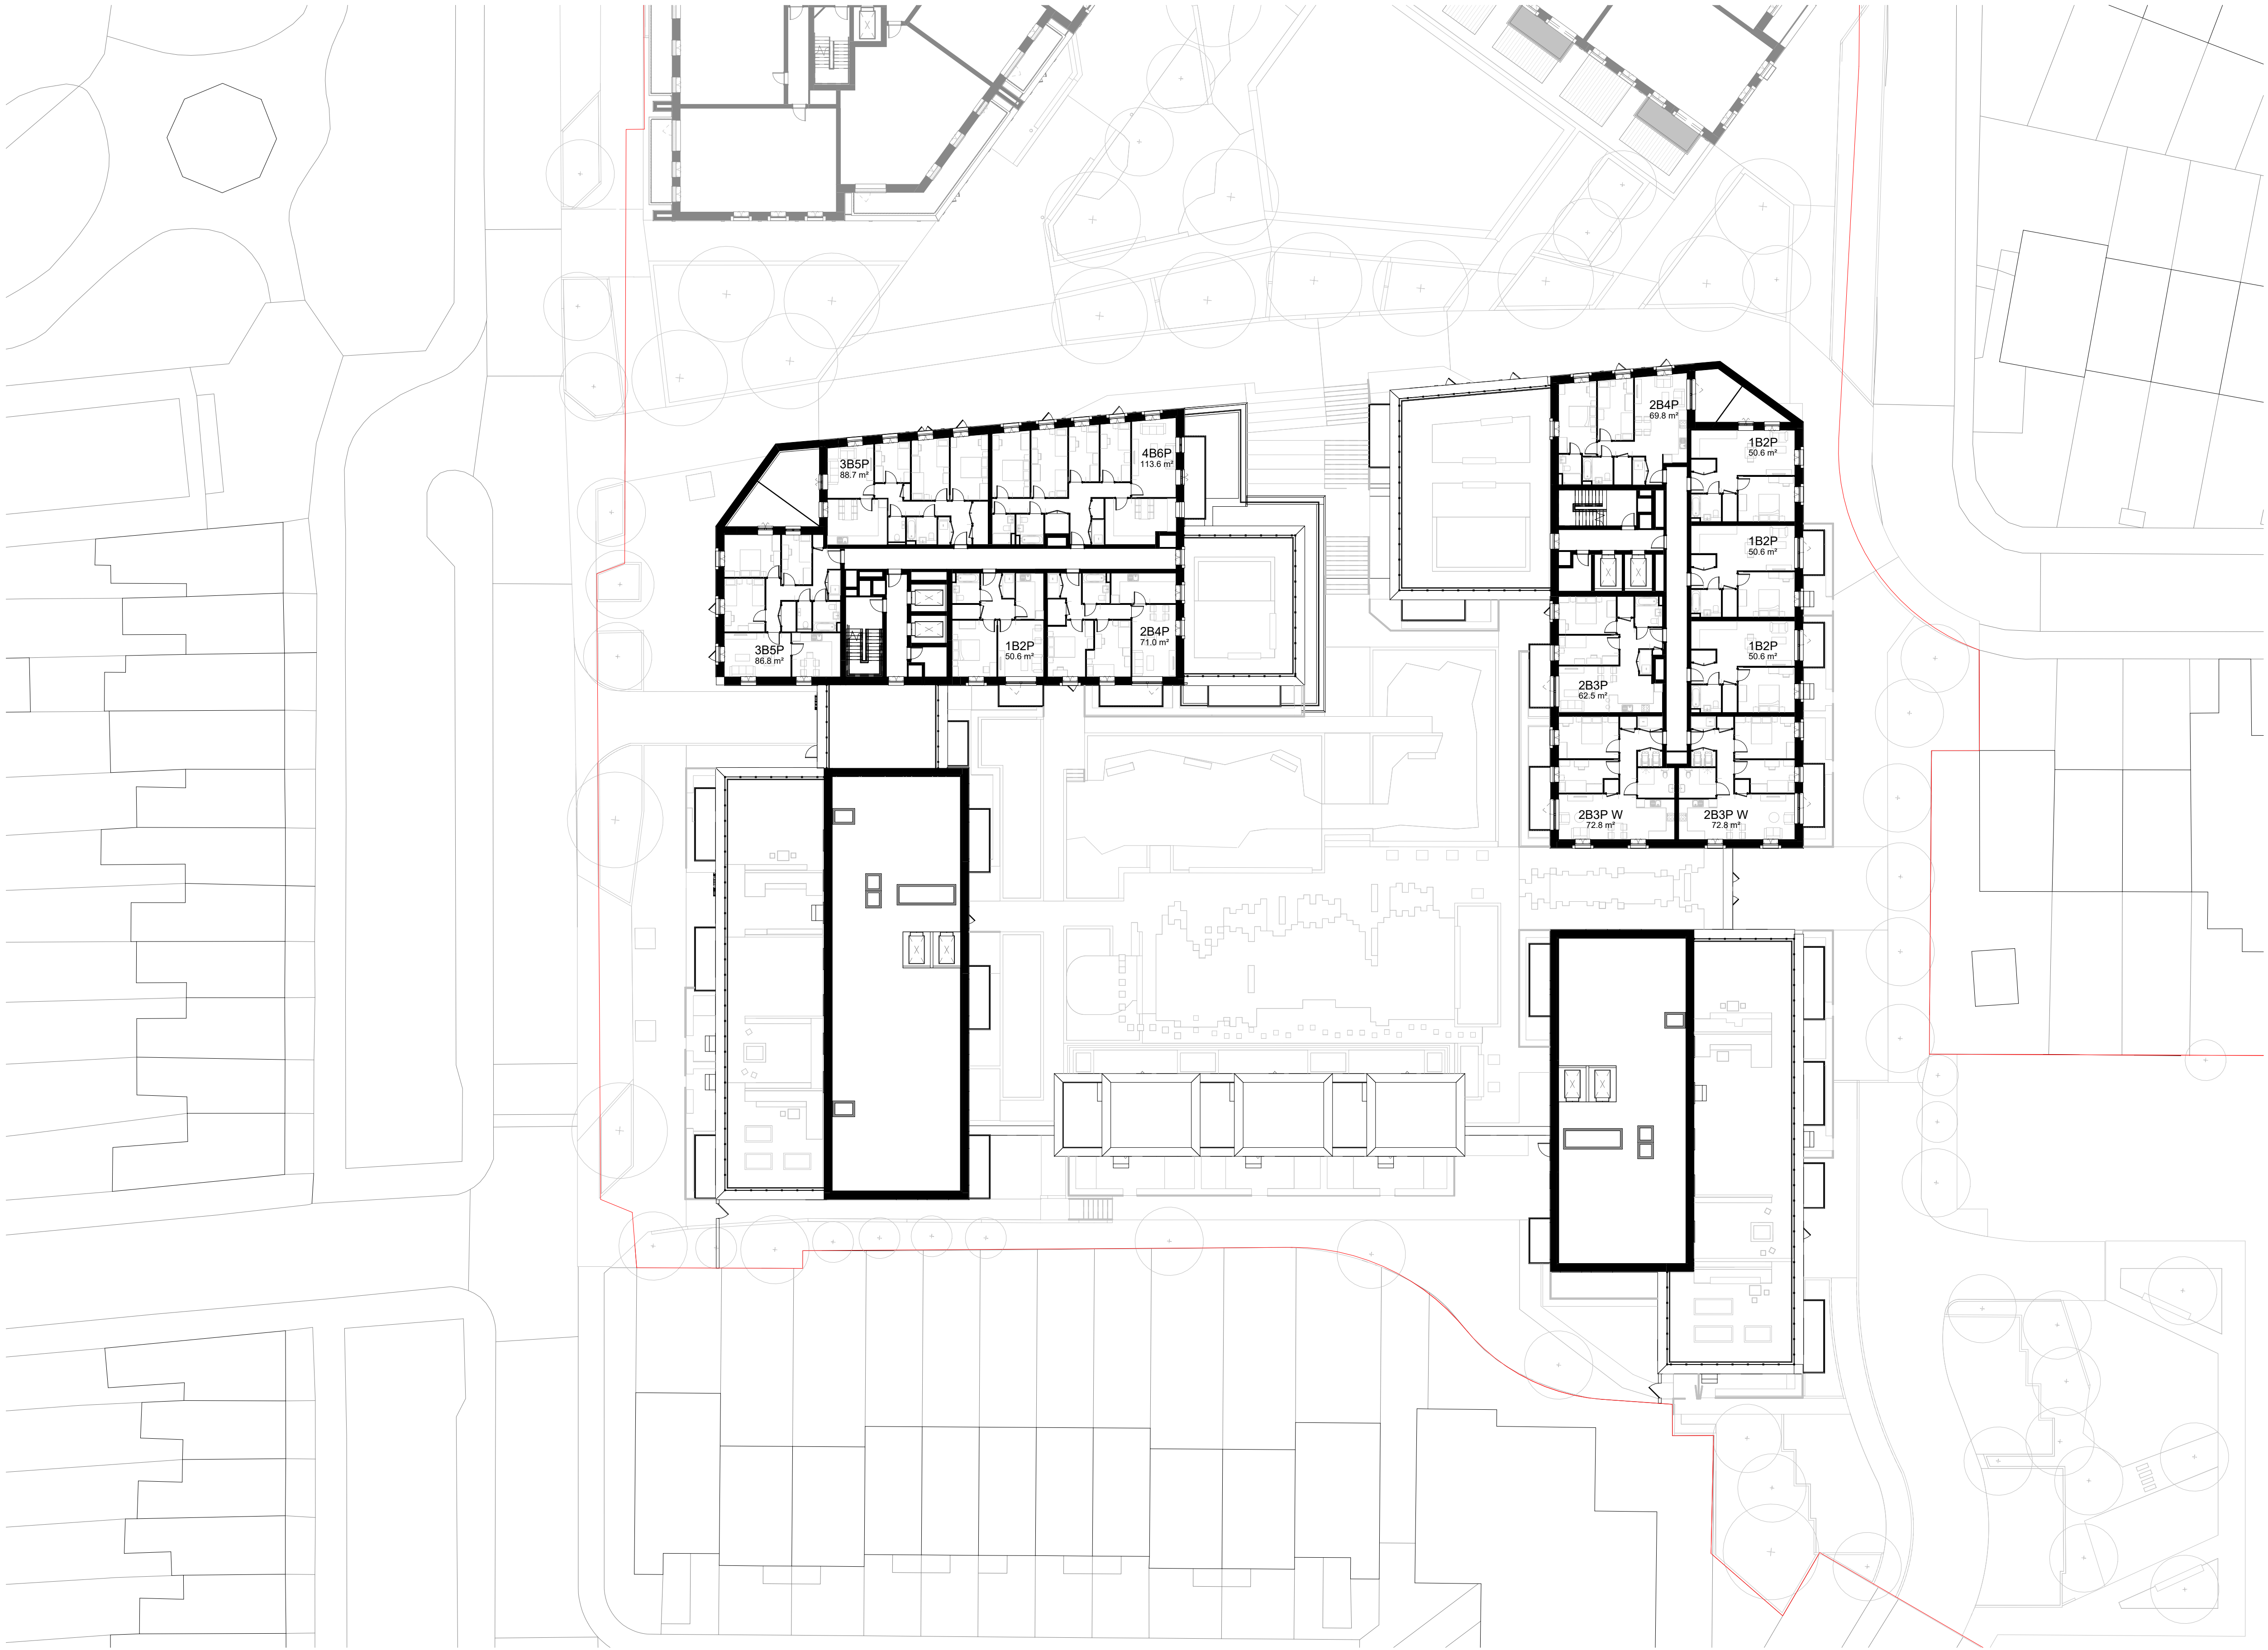 2B4P
69.8 m²
1B2P
50.6 m²
3B5P
88.7 m²
4B6P
113.6 m²
1B2P
50.6 m²
3B5P
86.8 m²
1B2P
50.6 m²
2B4P
71.0 m²
1B2P
50.6 m²
2B3P
62.5 m²
2B3P W
72.8 m²
2B3P W
72.8 m²